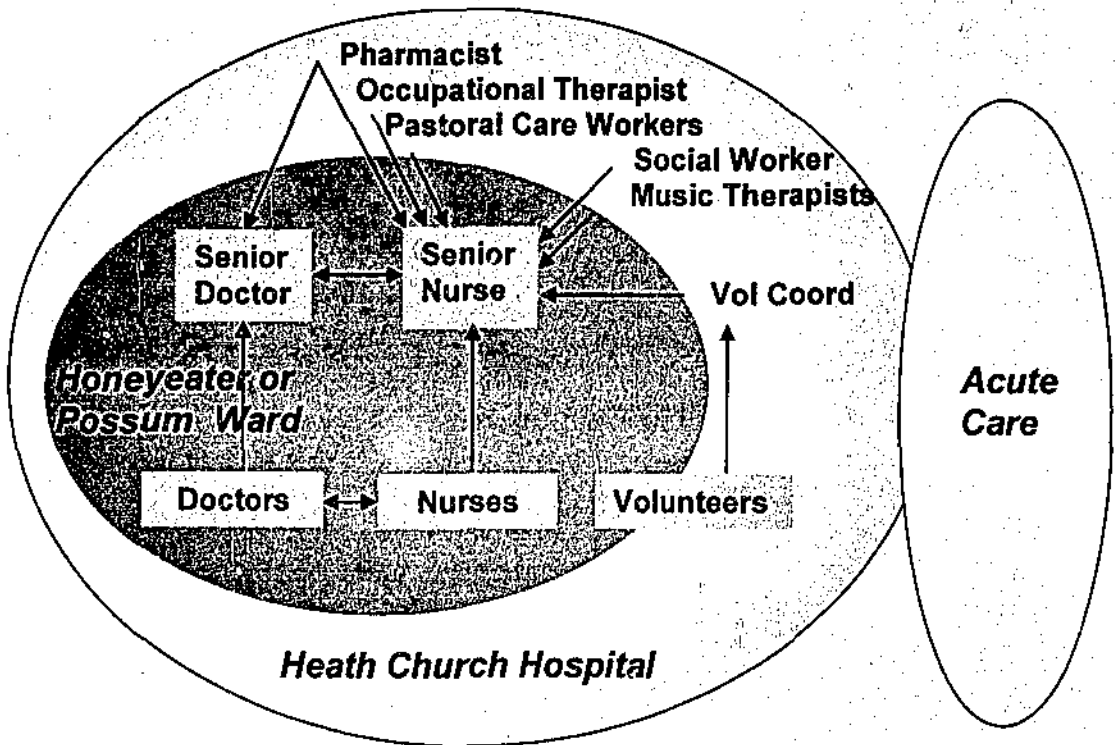 Pharmacist
Occupational Therapist
Pastoral Care Workers
Social Worker
Music Therapists
Senior
Doctor
Senior
Nurse
Vol Coord
Honeyeater or
Possum Ward
Acute
Care
Doctors
Nurses
Volunteers
Heath Church Hospital